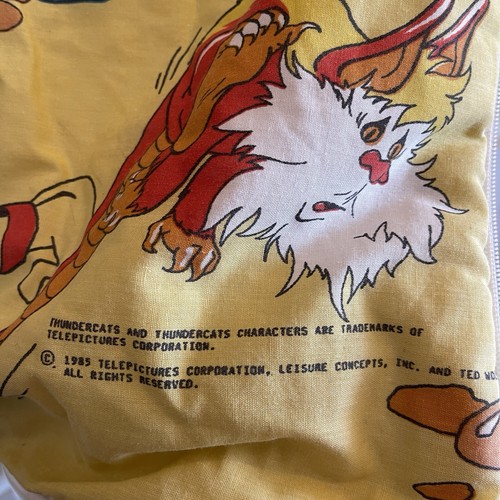 THUNDERCATS AND THUNDERCATS CHARACTERS ARE TRADEMARKS OF
TELEPICTURES CORPORATION.
© 1985 TELEPICTURES CORPORATION, LEISURE CONCEPTS, INC. AND TED WO
ALL RIGHTS RESERVED.